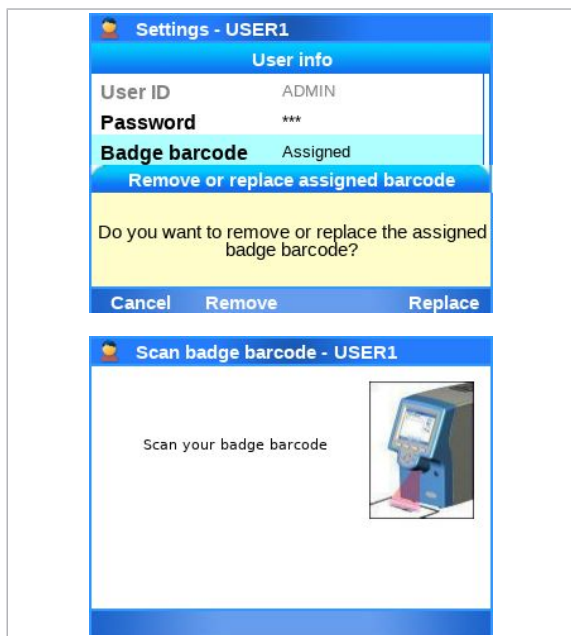 Settings - USER1
User info
User ID ADMIN
Password ***
Badge barcode Assigned
Remove or replace assigned barcode
Do you want to remove or replace the assigned
badge barcode?
Cancel Remove Replace
Scan badge barcode - USER1
Scan your badge barcode